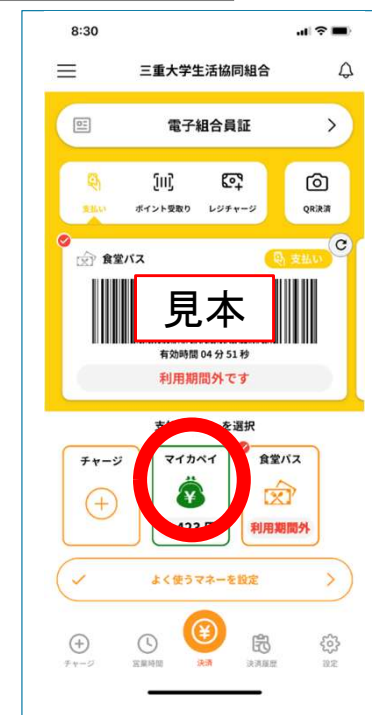 8:30
三重大学生活協同組合
電子組合員証
支払い
ポイント受取り
レジチャージ
QR決済
食堂パス
支払い
見本
有効時間 04 分 51 秒
利用期間外です
を選択
チャージ
マイカペイ
食堂パス
利用期間外
よく使うマネーを設定
チャージ
営業時間
決済
決済履歴
設定